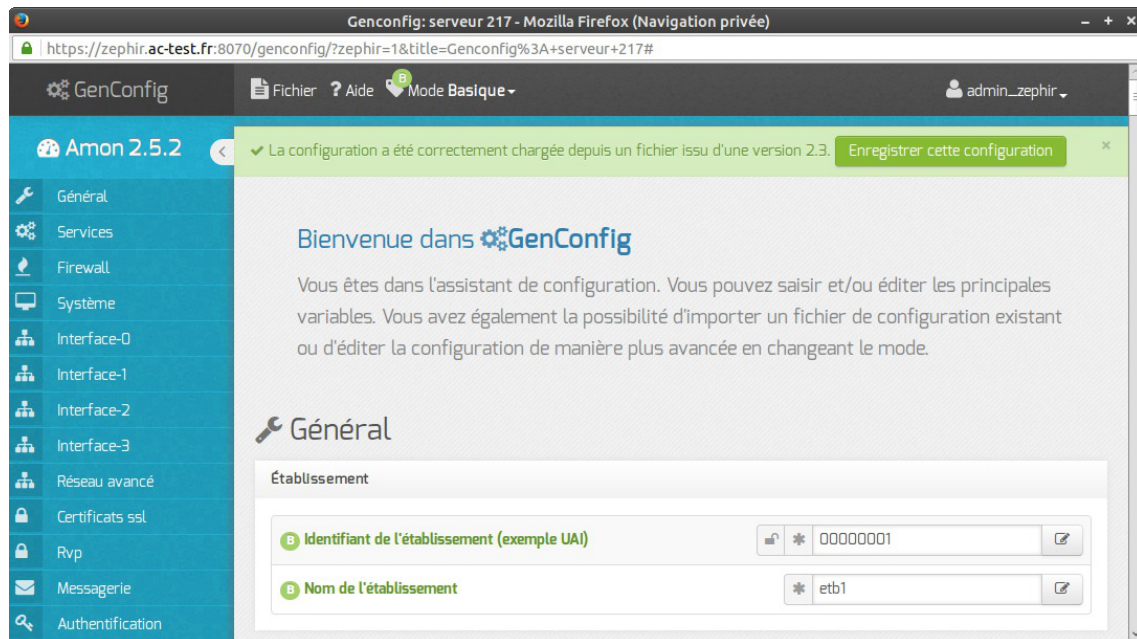 Genconfig: serveur 217 - Mozilla Firefox (Navigation privée)
https://zephir.ac-test.fr:8070/genconfig/?zephir=1&title=Genconfig%3A+serveur+217#
GenConfig
Fichier ? Aide B Mode Basique
admin_zephir
Amon 2.5.2
La configuration a été correctement chargée depuis un fichier issu d'une version 2.3.
Enregistrer cette configuration
Général
Services
Firewall
Système
Interface-0
Interface-1
Interface-2
Interface-3
Réseau avancé
Certificats ssl
Rvp
Messagerie
Authentification
Bienvenue dans GenConfig
Vous êtes dans l'assistant de configuration. Vous pouvez saisir et/ou éditer les principales
variables. Vous avez également la possibilité d'importer un fichier de configuration existant
ou d'éditer la configuration de manière plus avancée en changeant le mode.
Général
Établissement
B Identifiant de l'établissement (exemple UAI)
00000001
B Nom de l'établissement
etb1